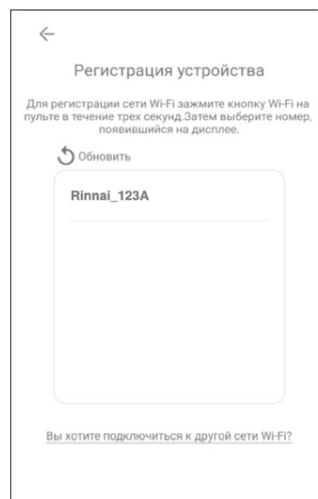 Регистрация устройства
Для регистрации сети Wi-Fi зажмите кнопку Wi-Fi на
пульте в течение трех секунд.Затем выберите номер,
появившийся на дисплее.
Обновить
Rinnai_123A
Вы хотите подключиться к другой сети Wi-Fi?